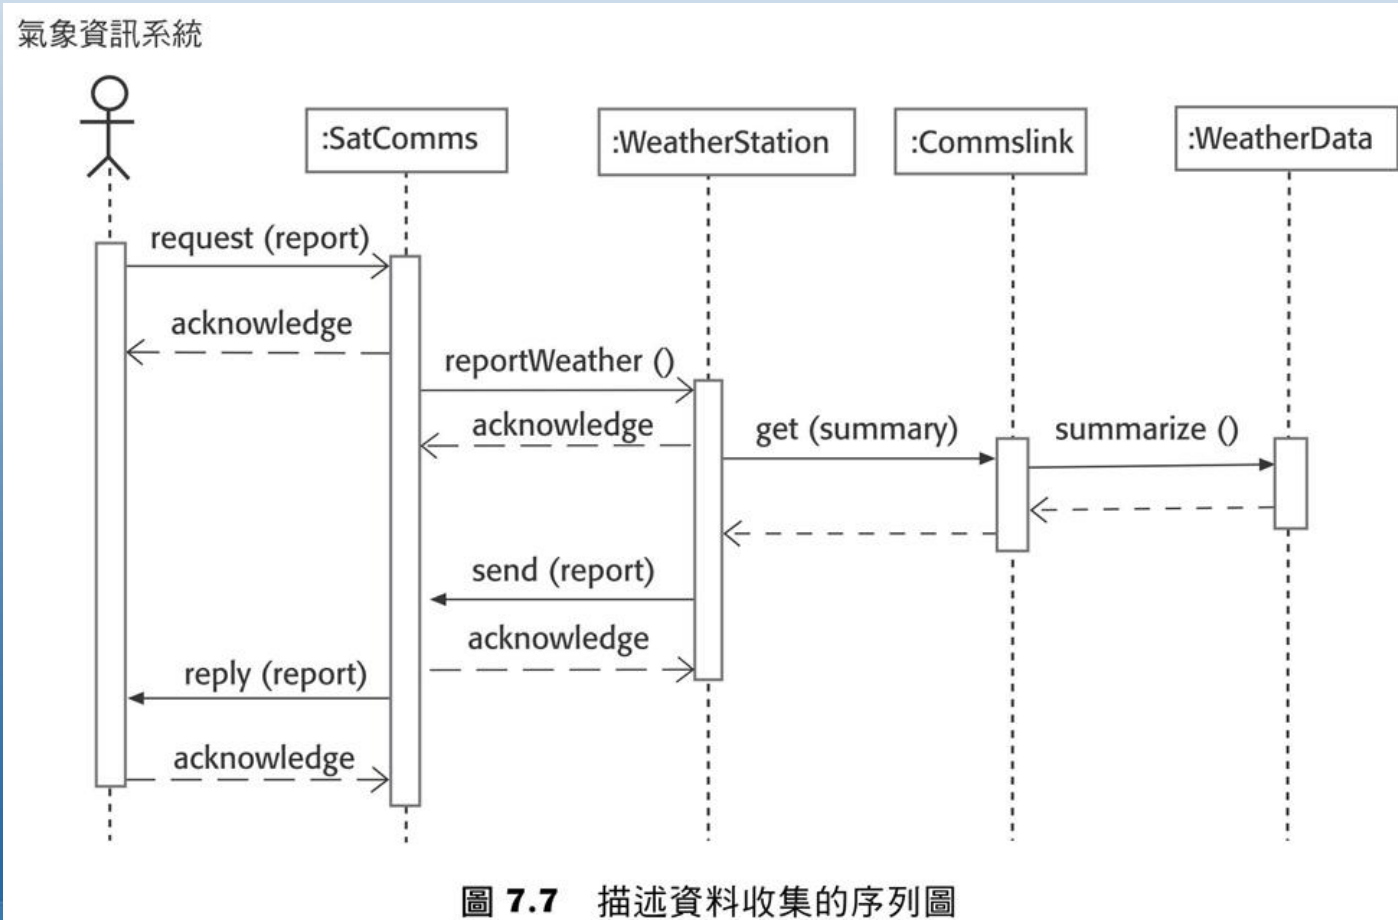 氣象資訊系統
:SatComms
:WeatherStation
:Commslink
:WeatherData
request (report)
acknowledge
reportWeather ()
acknowledge
get (summary)
summarize ()
send (report)
acknowledge
reply (report)
acknowledge
圖 7.7 描述資料收集的序列圖